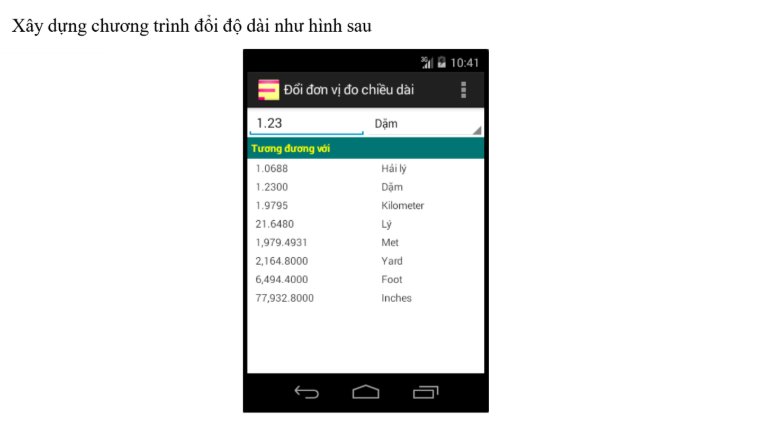 Xây dựng chương trình đổi độ dài như hình sau
3G 10:41
Đổi đơn vị đo chiều dài
1.23 Dặm
Tương đương với
1.0688 Hải lý
1.2300 Dặm
1.9795 Kilometer
21.6480 Lý
1,979.4931 Met
2,164.8000 Yard
6,494.4000 Foot
77,932.8000 Inches